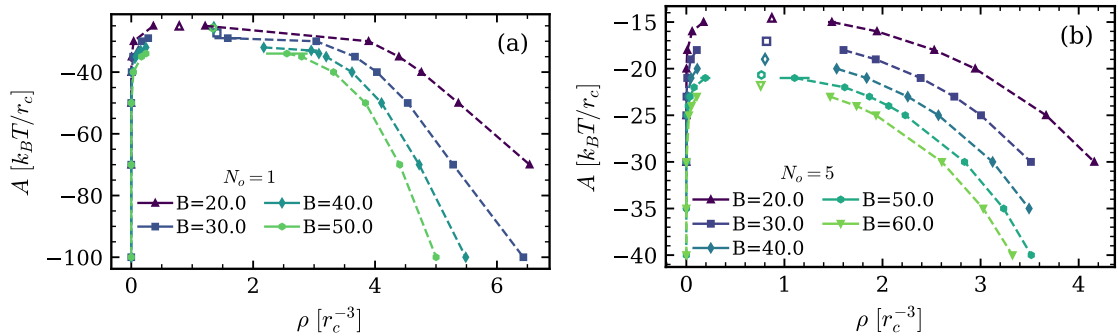 (a)
A [k_BT/r_c]
−40
−60
−80
−100
N_o = 1
B=20.0
B=30.0
B=40.0
B=50.0
0 2 4 6
ρ [r_c^{−3}]
(b)
A [k_BT/r_c]
−15
−20
−25
−30
−35
−40
N_o = 5
B=20.0
B=30.0
B=40.0
B=50.0
B=60.0
0 1 2 3 4
ρ [r_c^{−3}]